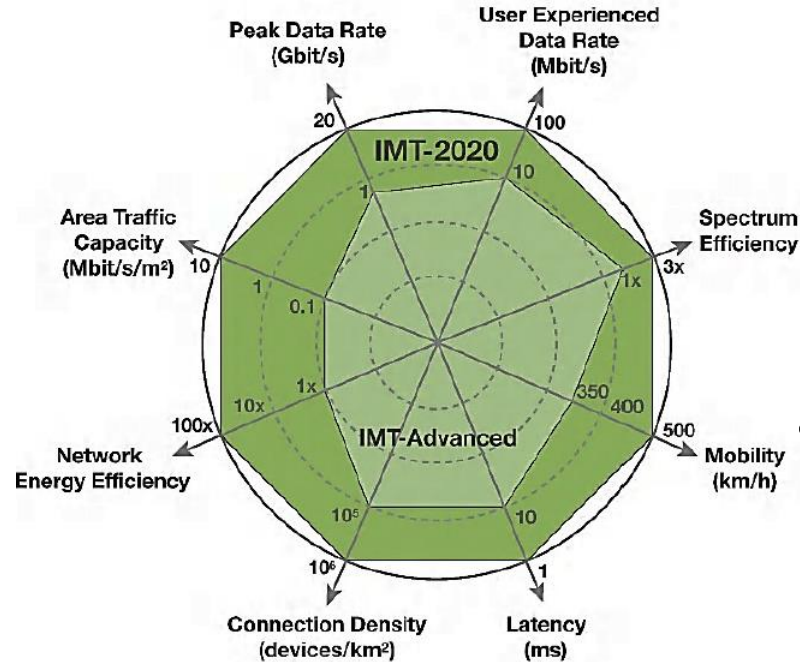 Peak Data Rate
(Gbit/s)
User Experienced
Data Rate
(Mbit/s)
20
100
IMT-2020
1
10
Area Traffic
Capacity
(Mbit/s/m²)
Spectrum
Efficiency
10
1
0.1
1x
3x
100x
10x
1x
350
400
500
IMT-Advanced
Network
Energy Efficiency
Mobility
(km/h)
10⁵
10
10⁶
1
Connection Density
(devices/km²)
Latency
(ms)